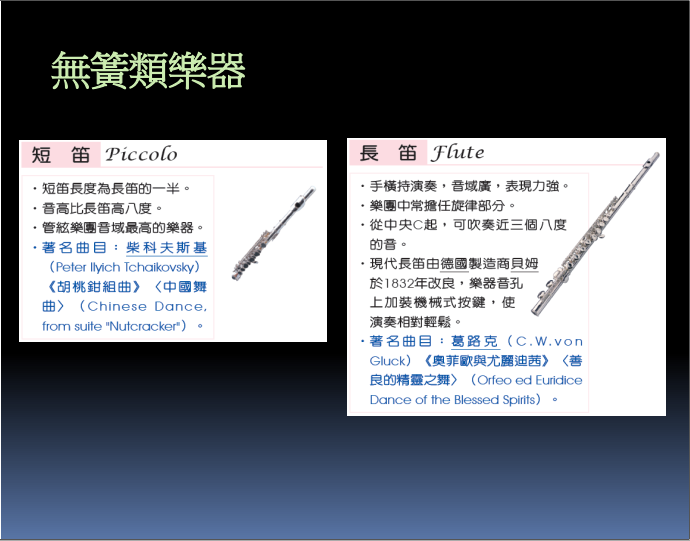 無簧類樂器
短 笛 Piccolo
・短笛長度為長笛的一半。
・音高比長笛高八度。
・管絃樂團音域最高的樂器。
・著名曲目：柴科夫斯基
（Peter Ilyich Tchaikovsky）
《胡桃鉗組曲》〈中國舞
曲〉（Chinese Dance,
from suite "Nutcracker"）。
長 笛 Flute
・手橫持演奏，音域廣，表現力強。
・樂團中常擔任旋律部分。
・從中央C起，可吹奏近三個八度
的音。
・現代長笛由德國製造商貝姆
於1832年改良，樂器音孔
上加裝機械式按鍵，使
演奏相對輕鬆。
・著名曲目：葛路克（C.W.von
Gluck）《奧菲歐與尤麗迪茜》〈善
良的精靈之舞〉（Orfeo ed Euridice
Dance of the Blessed Spirits）。